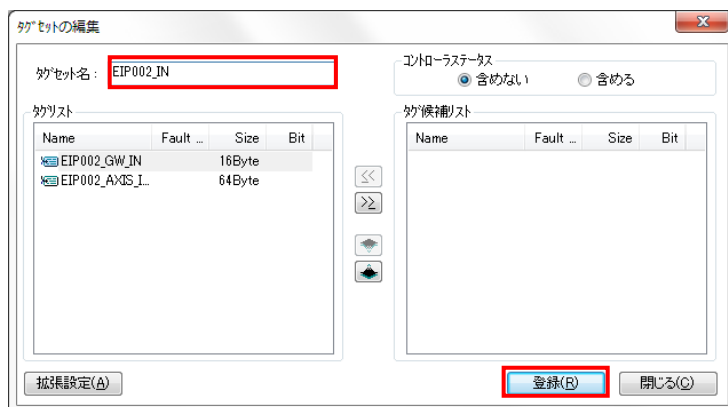 タグセットの編集
タグセット名: EIP002_IN
コントローラステータス
含めない 含める
タグリスト
Name Fault ... Size Bit
EIP002_GW_IN 16Byte
EIP002_AXIS_I... 64Byte
<<
>>
タグ候補リスト
Name Fault ... Size Bit
拡張設定(A) 登録(R) 閉じる(C)